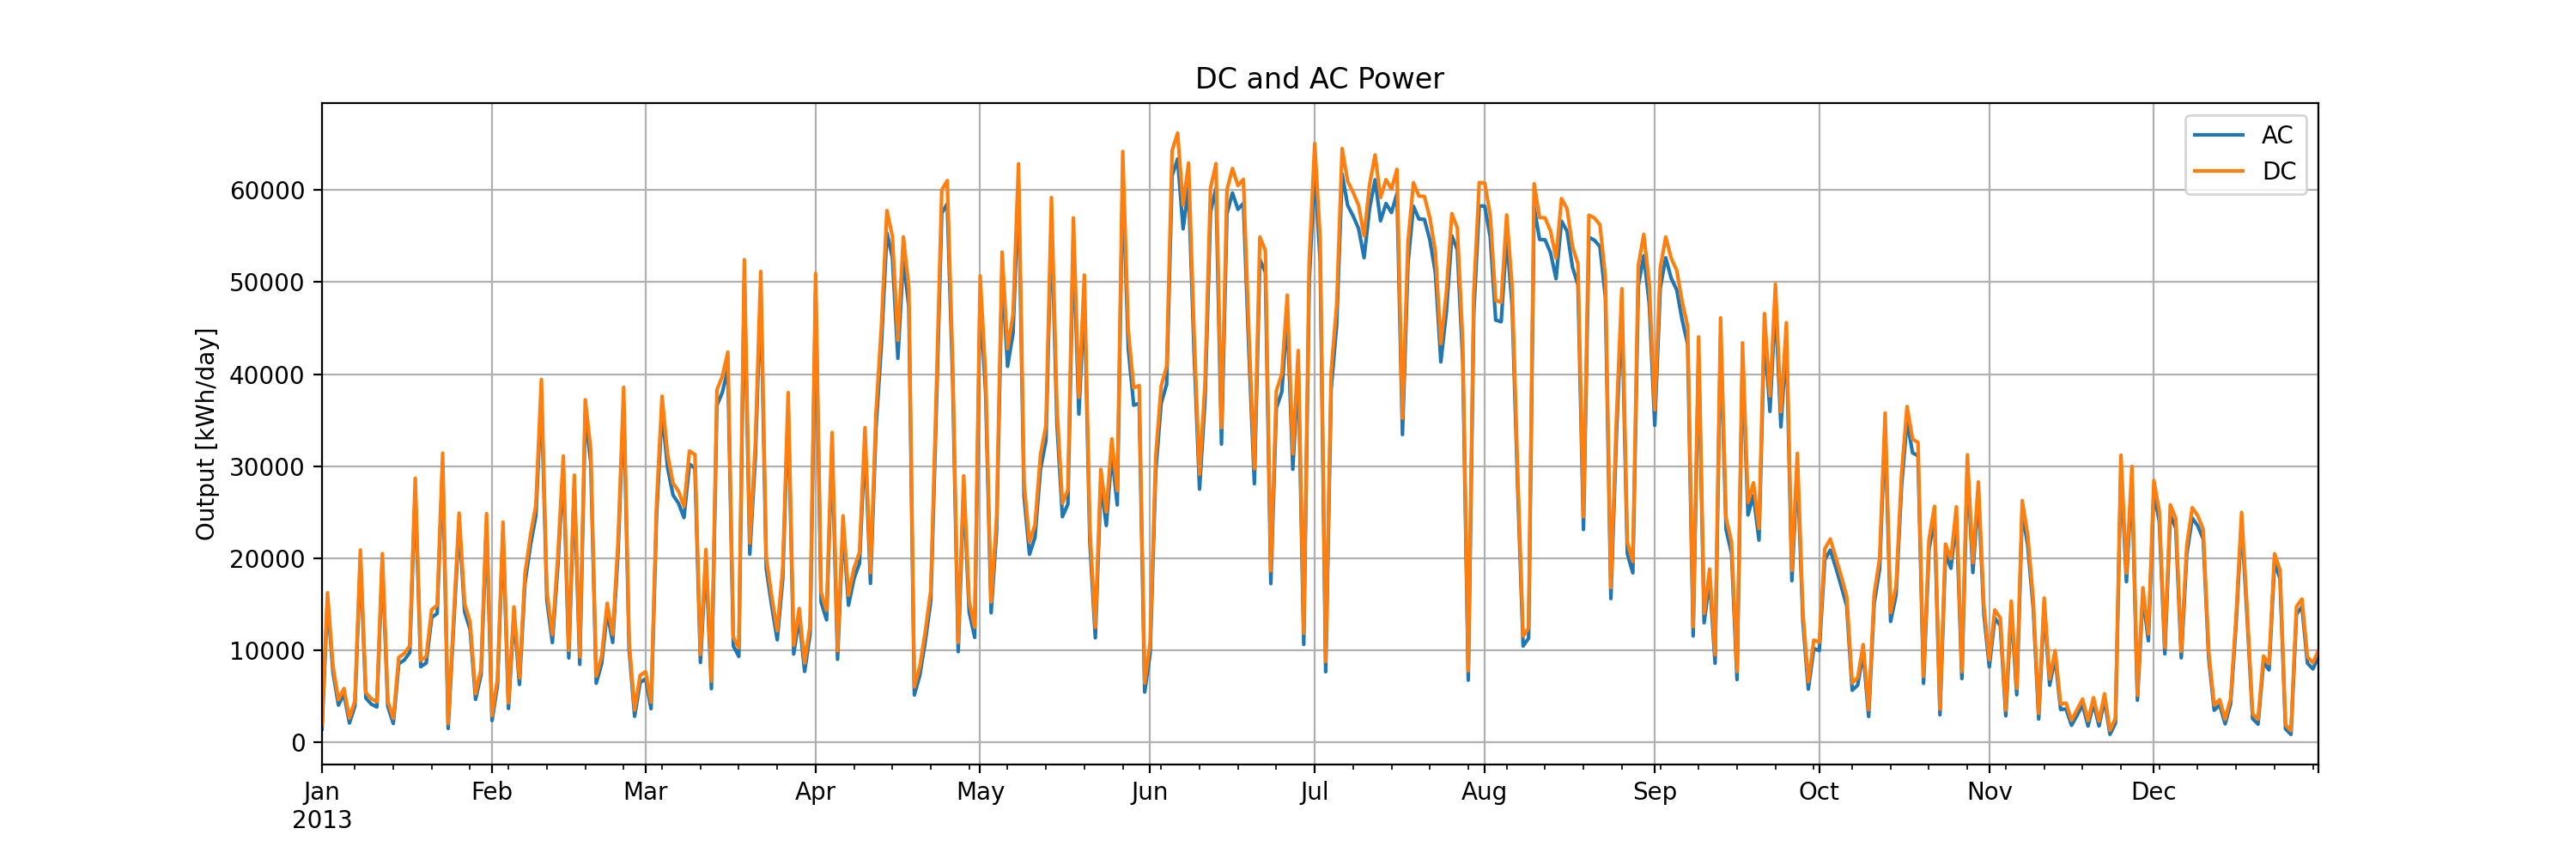 DC and AC Power
AC
DC
Output [kWh/day]
60000
50000
40000
30000
20000
10000
0
Jan Feb Mar Apr May Jun Jul Aug Sep Oct Nov Dec
2013